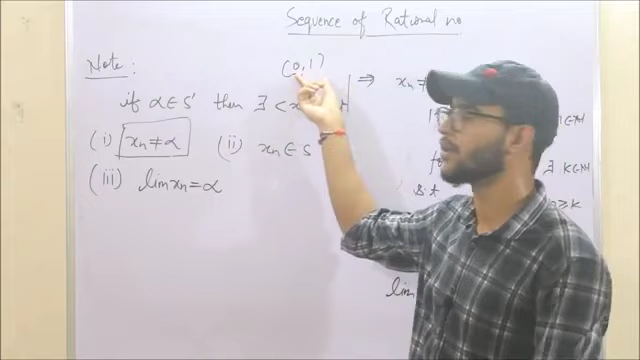 Sequence of Rational no
Note:
(0,1)
if α ∈ S' then ∃ < x
⇒ xₙ ≠
(i) xₙ ≠ α (ii) xₙ ∈ S
(iii) lim xₙ = α
∃ K∈N
s.t
≥ K
lim